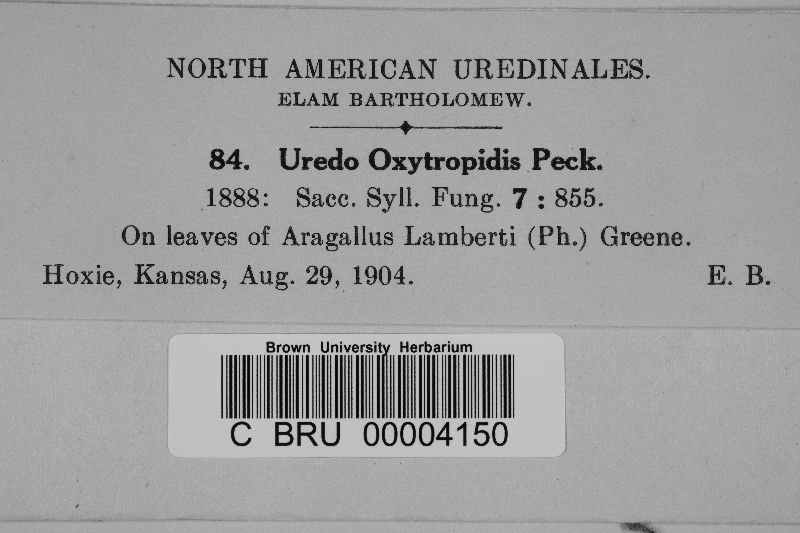 NORTH AMERICAN UREDINALES.
ELAM BARTHOLOMEW.
84. Uredo Oxytropidis Peck.
1888: Sacc. Syll. Fung. 7 : 855.
On leaves of Aragallus Lamberti (Ph.) Greene.
Hoxie, Kansas, Aug. 29, 1904. E. B.
Brown University Herbarium
C BRU 00004150